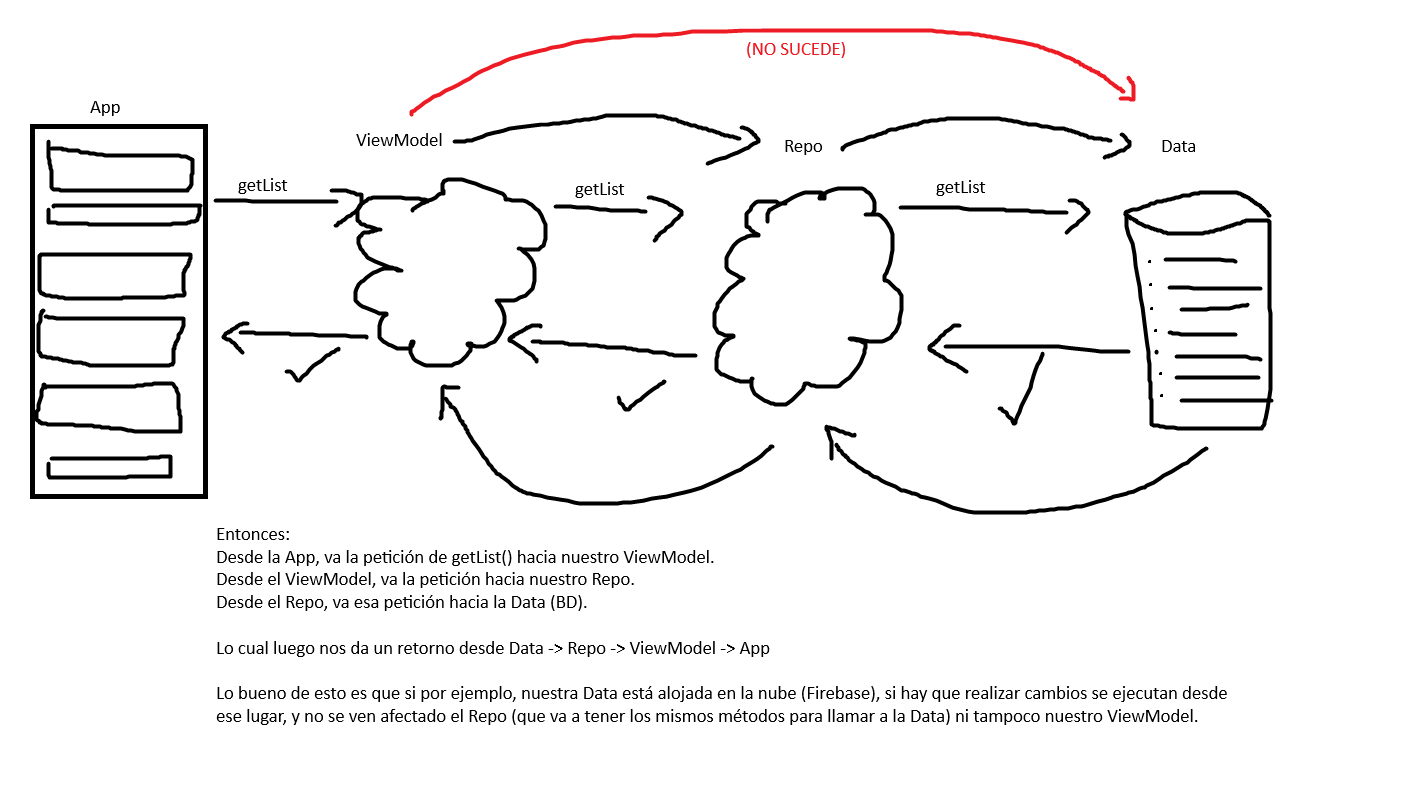 (NO SUCEDE)
App
ViewModel
Repo
Data
getList
getList
getList
Entonces:
Desde la App, va la petición de getList() hacia nuestro ViewModel.
Desde el ViewModel, va la petición hacia nuestro Repo.
Desde el Repo, va esa petición hacia la Data (BD).
Lo cual luego nos da un retorno desde Data -> Repo -> ViewModel -> App
Lo bueno de esto es que si por ejemplo, nuestra Data está alojada en la nube (Firebase), si hay que realizar cambios se ejecutan desde
ese lugar, y no se ven afectado el Repo (que va a tener los mismos métodos para llamar a la Data) ni tampoco nuestro ViewModel.